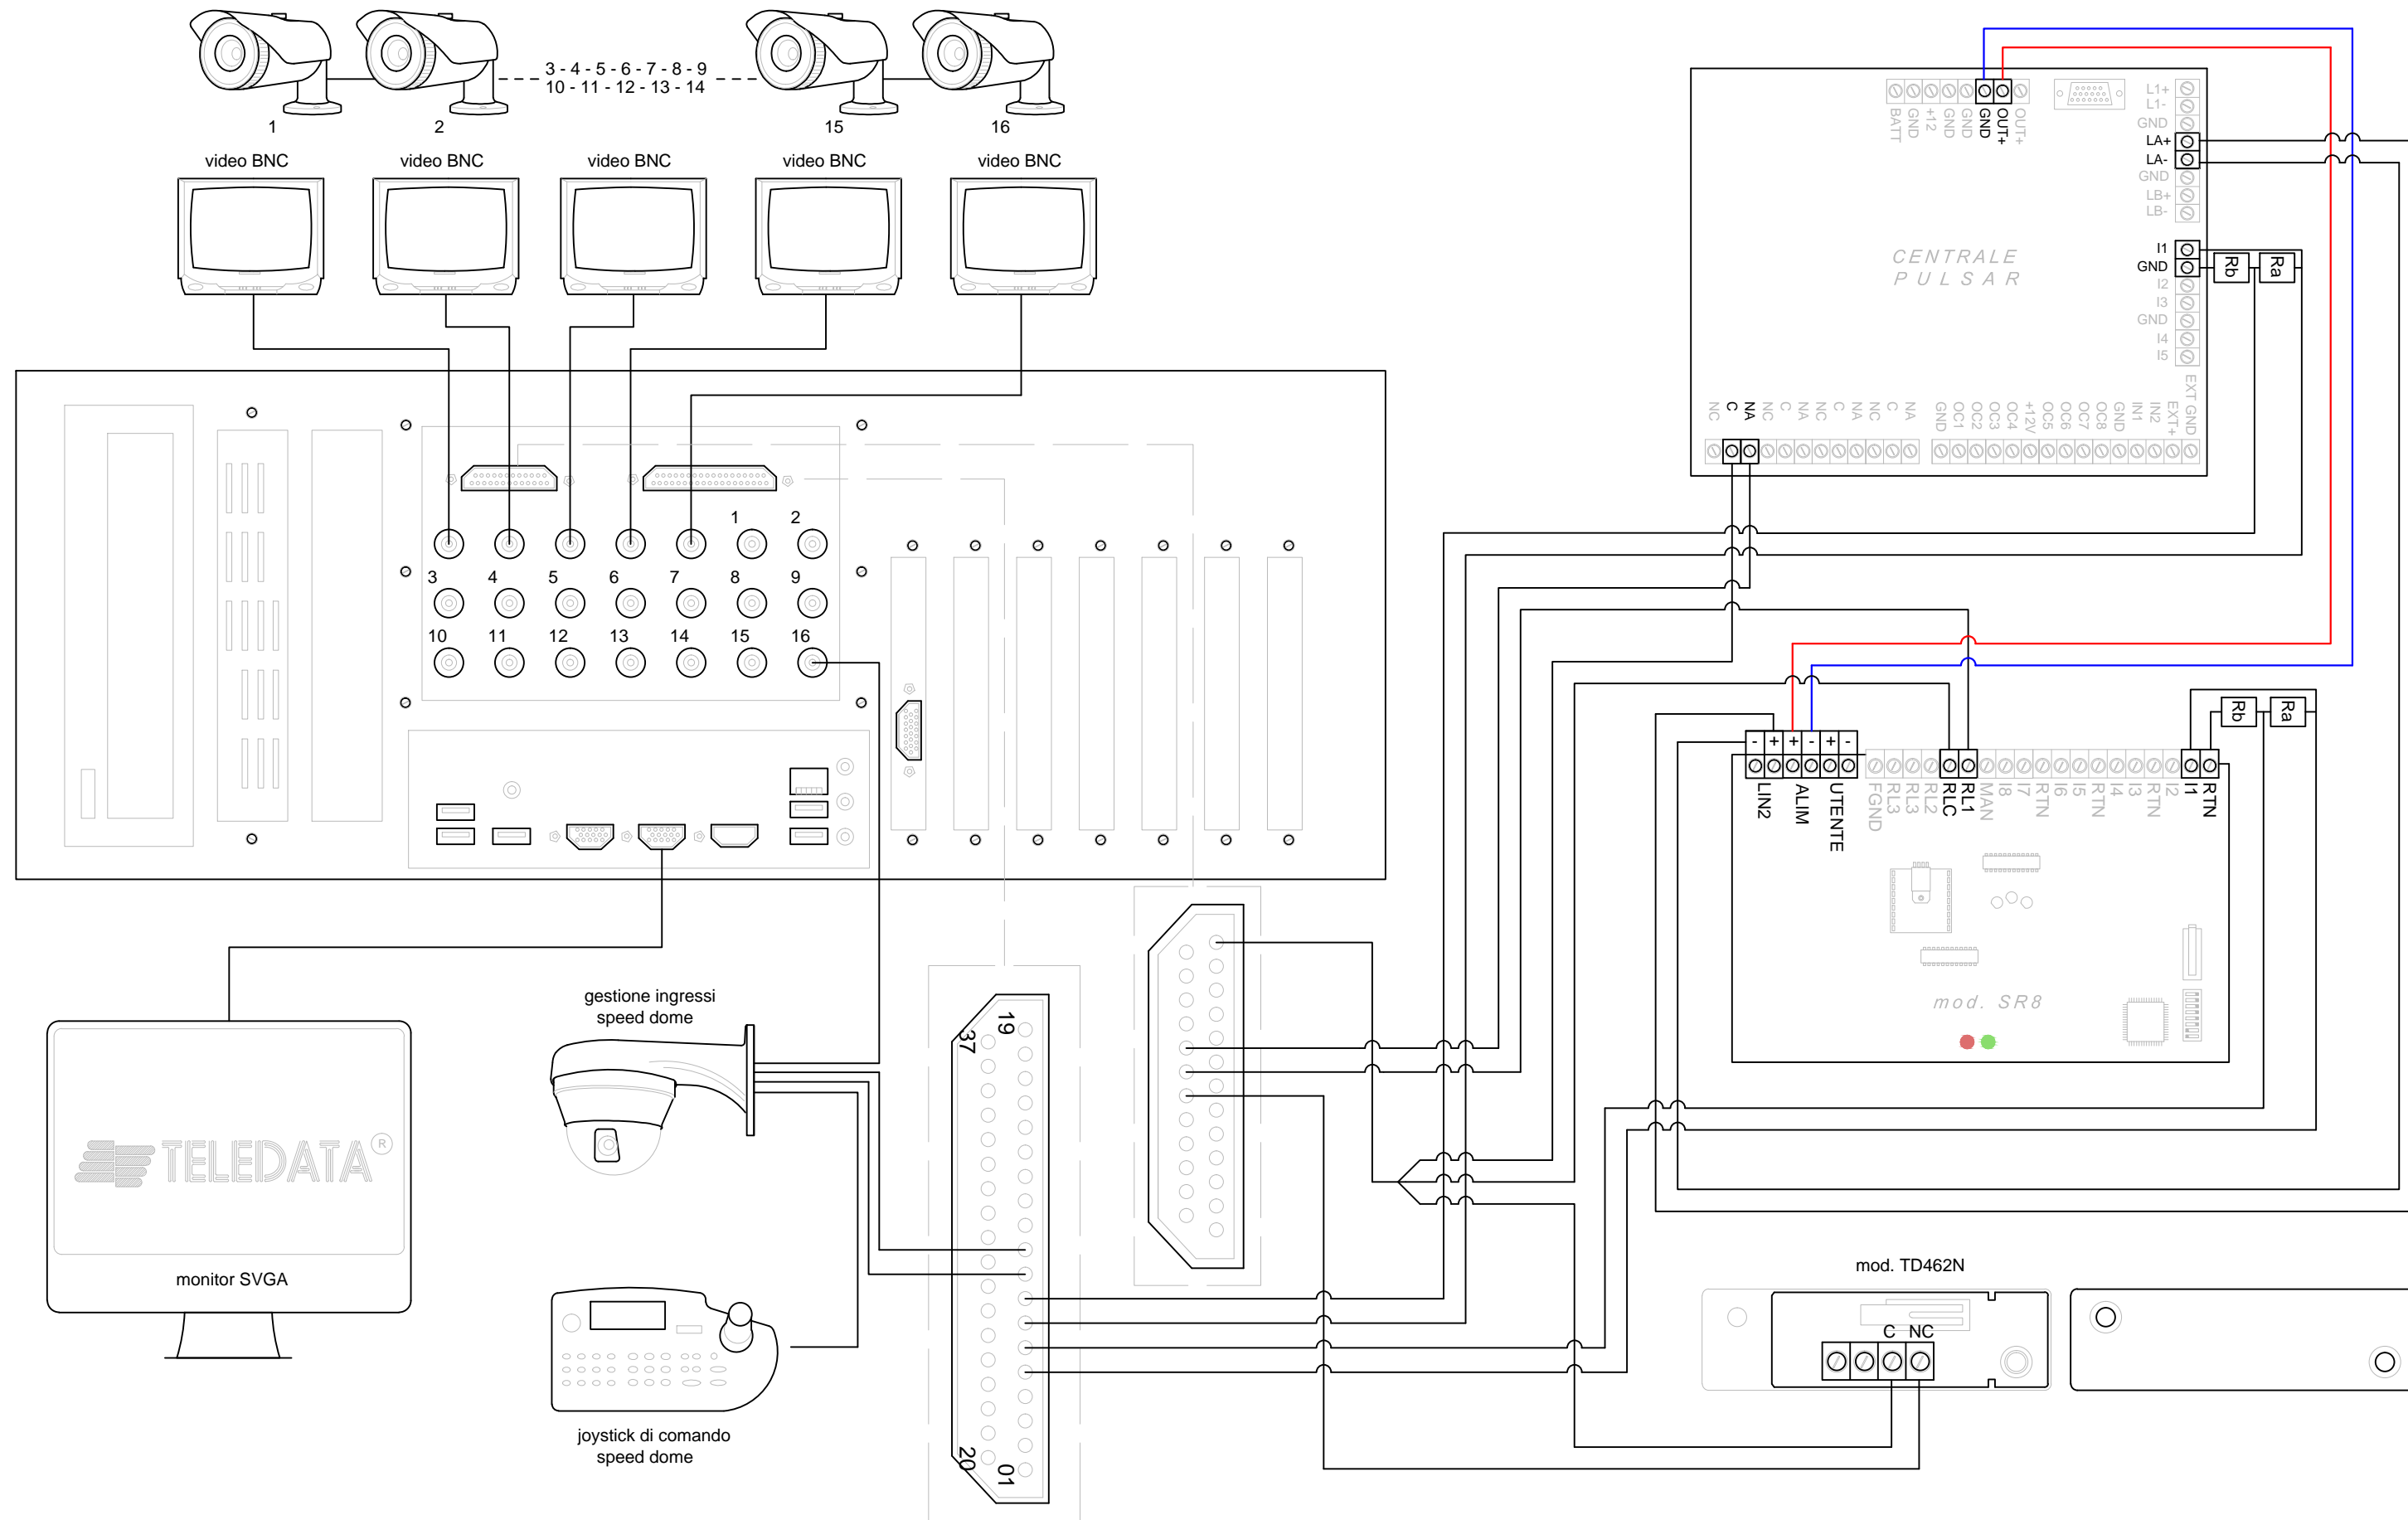 3 - 4 - 5 - 6 - 7 - 8 - 9
10 - 11 - 12 - 13 - 14
1
2
15
16
video BNC
video BNC
video BNC
video BNC
video BNC
1
2
3
4
5
6
7
8
9
10
11
12
13
14
15
16
TELEDATA®
monitor SVGA
gestione ingressi
speed dome
joystick di comando
speed dome
19
37
20
01
BATT
GND
+12
GND
GND
GND
OUT+
OUT+
L1+
L1-
GND
LA+
LA-
GND
LB+
LB-
CENTRALE
PULSAR
I1
GND
I2
I3
GND
I4
I5
Rb
Ra
NC
C
NA
NC
C
NA
NC
C
NA
NC
C
NA
GND
OC1
OC2
OC3
OC4
+12V
OC5
OC6
OC7
OC8
GND
IN1
IN2
EXT+
EXT GND
Rb
Ra
-
+
+
-
+
-
LIN2
ALIM
UTENTE
FGND
RL3
RL3
RL2
RLC
RL1
MAN
I8
I7
RTN
I6
I5
RTN
I4
I3
RTN
I2
I1
RTN
mod. SR8
mod. TD462N
C
NC